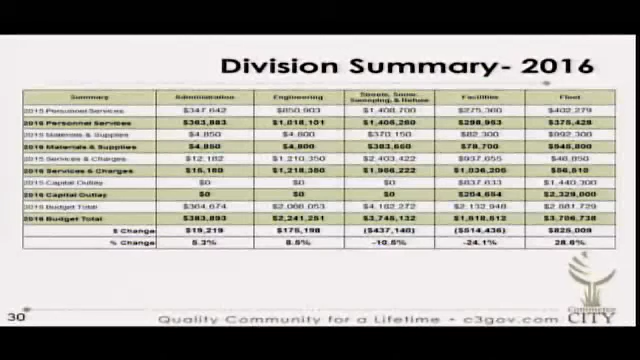 Division Summary- 2016
Summary Administration Engineering Streets, Snow, Sweeping, & Refuse Facilities Fleet
2015 Personnel Services $347,642 $850,903 $1,408,700 $275,360 $402,279
2016 Personnel Services $363,883 $1,018,101 $1,406,260 $298,953 $375,428
2015 Materials & Supplies $4,850 $4,800 $370,150 $82,300 $992,300
2016 Materials & Supplies $4,850 $4,800 $383,650 $78,700 $945,800
2015 Services & Charges $12,182 $1,210,350 $2,403,422 $937,655 $46,850
2016 Services & Charges $15,160 $1,218,350 $1,955,222 $1,036,205 $56,510
2015 Capital Outlay $0 $0 $0 $837,633 $1,440,300
2016 Capital Outlay $0 $0 $0 $204,654 $2,329,000
2015 Budget Total $364,674 $2,066,053 $4,182,272 $2,132,948 $2,881,729
2016 Budget Total $383,893 $2,241,251 $3,745,132 $1,618,512 $3,706,738
$ Change $19,219 $175,198 ($437,140) ($514,436) $825,009
% Change 5.3% 8.5% -10.5% -24.1% 28.6%
30
Quality Community for a Lifetime • c3gov.com
Commerce
CITY